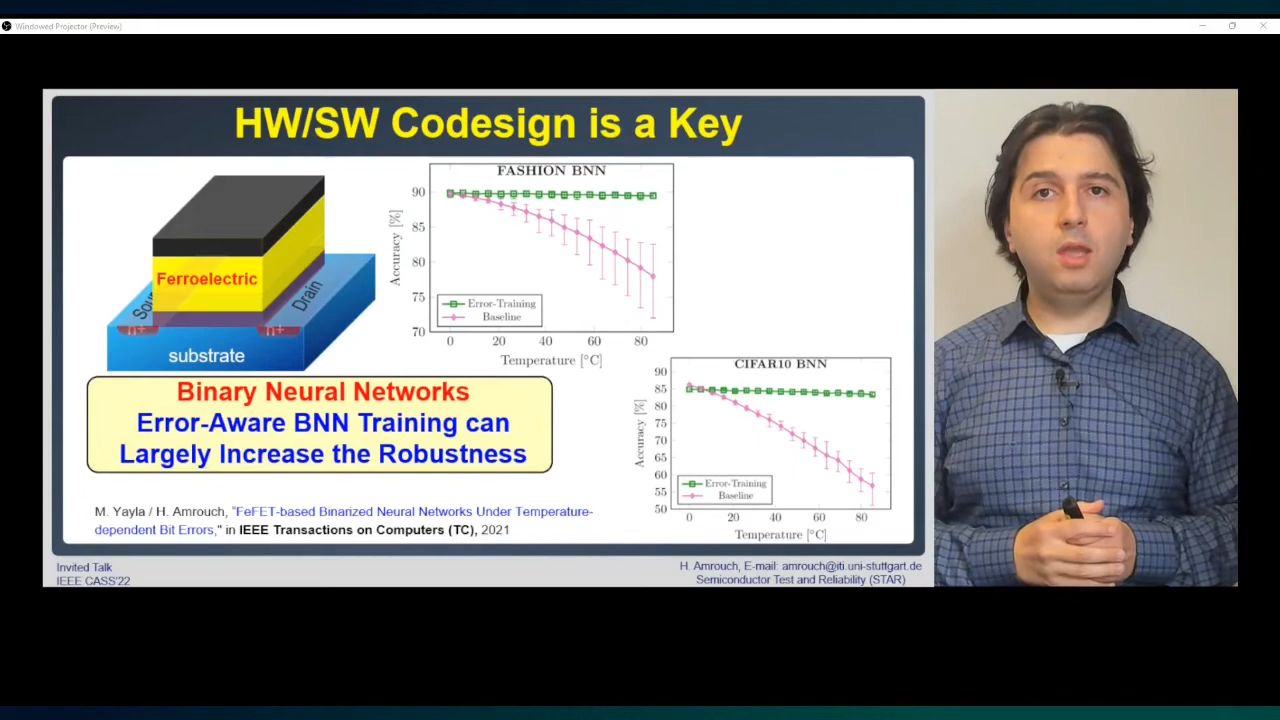 Windowed Projector (Preview)
HW/SW Codesign is a Key
Ferroelectric
Sou
Drain
n+
n+
substrate
FASHION BNN
Accuracy [%]
90
85
80
75
70
Error-Training
Baseline
0
20
40
60
80
Temperature [°C]
CIFAR10 BNN
Accuracy [%]
90
85
80
75
70
65
60
55
50
Error-Training
Baseline
0
20
40
60
80
Temperature [°C]
Binary Neural Networks
Error-Aware BNN Training can
Largely Increase the Robustness
M. Yayla / H. Amrouch, "FeFET-based Binarized Neural Networks Under Temperature-
dependent Bit Errors," in IEEE Transactions on Computers (TC), 2021
Invited Talk
IEEE CASS'22
H. Amrouch, E-mail: amrouch@iti.uni-stuttgart.de
Semiconductor Test and Reliability (STAR)